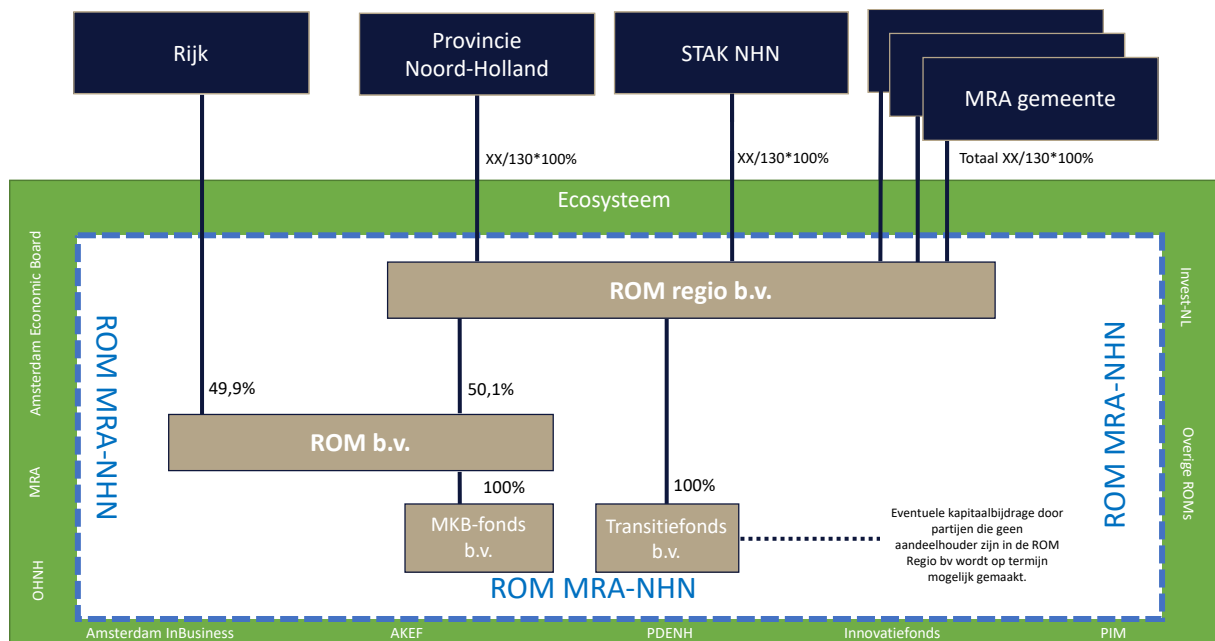 Rijk
Provincie
Noord-Holland
STAK NHN
MRA gemeente
XX/130*100%
XX/130*100%
Totaal XX/130*100%
Ecosysteem
Amsterdam Economic Board
MRA
OHNH
ROM MRA-NHN
ROM regio b.v.
49,9%
50,1%
ROM b.v.
100%
100%
MKB-fonds
b.v.
Transitiefonds
b.v.
Eventuele kapitaalbijdrage door
partijen die geen
aandeelhouder zijn in de ROM
Regio bv wordt op termijn
mogelijk gemaakt.
ROM MRA-NHN
ROM MRA-NHN
Invest-NL
Overige ROMs
Amsterdam InBusiness
AKEF
PDENH
Innovatiefonds
PIM